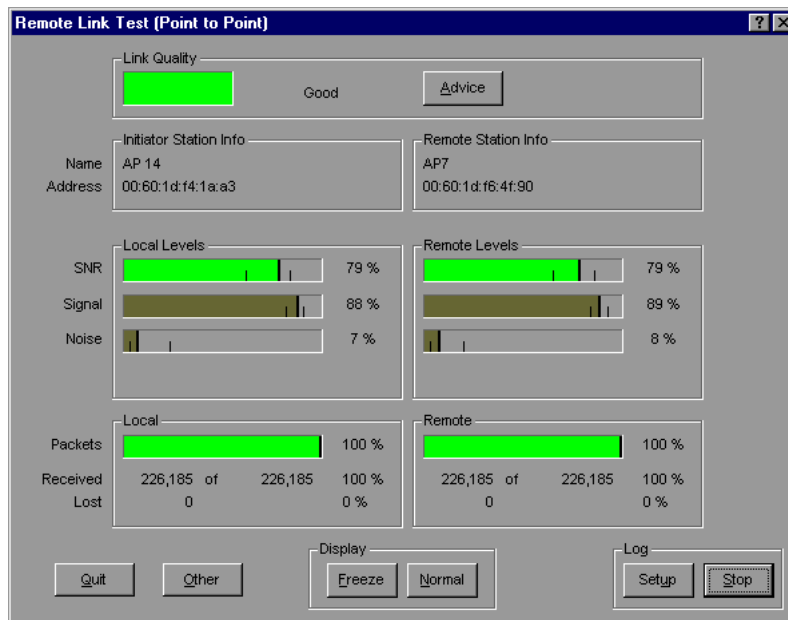 Remote Link Test (Point to Point)
Link Quality
Good
Advice
Initiator Station Info
Remote Station Info
Name AP 14 AP7
Address 00:60:1d:f4:1a:a3 00:60:1d:f6:4f:90
Local Levels
Remote Levels
SNR 79 % 79 %
Signal 88 % 89 %
Noise 7 % 8 %
Local
Remote
Packets 100 % 100 %
Received 226,185 of 226,185 100 % 226,185 of 226,185 100 %
Lost 0 0 % 0 0 %
Display
Log
Quit Other Freeze Normal Setup Stop